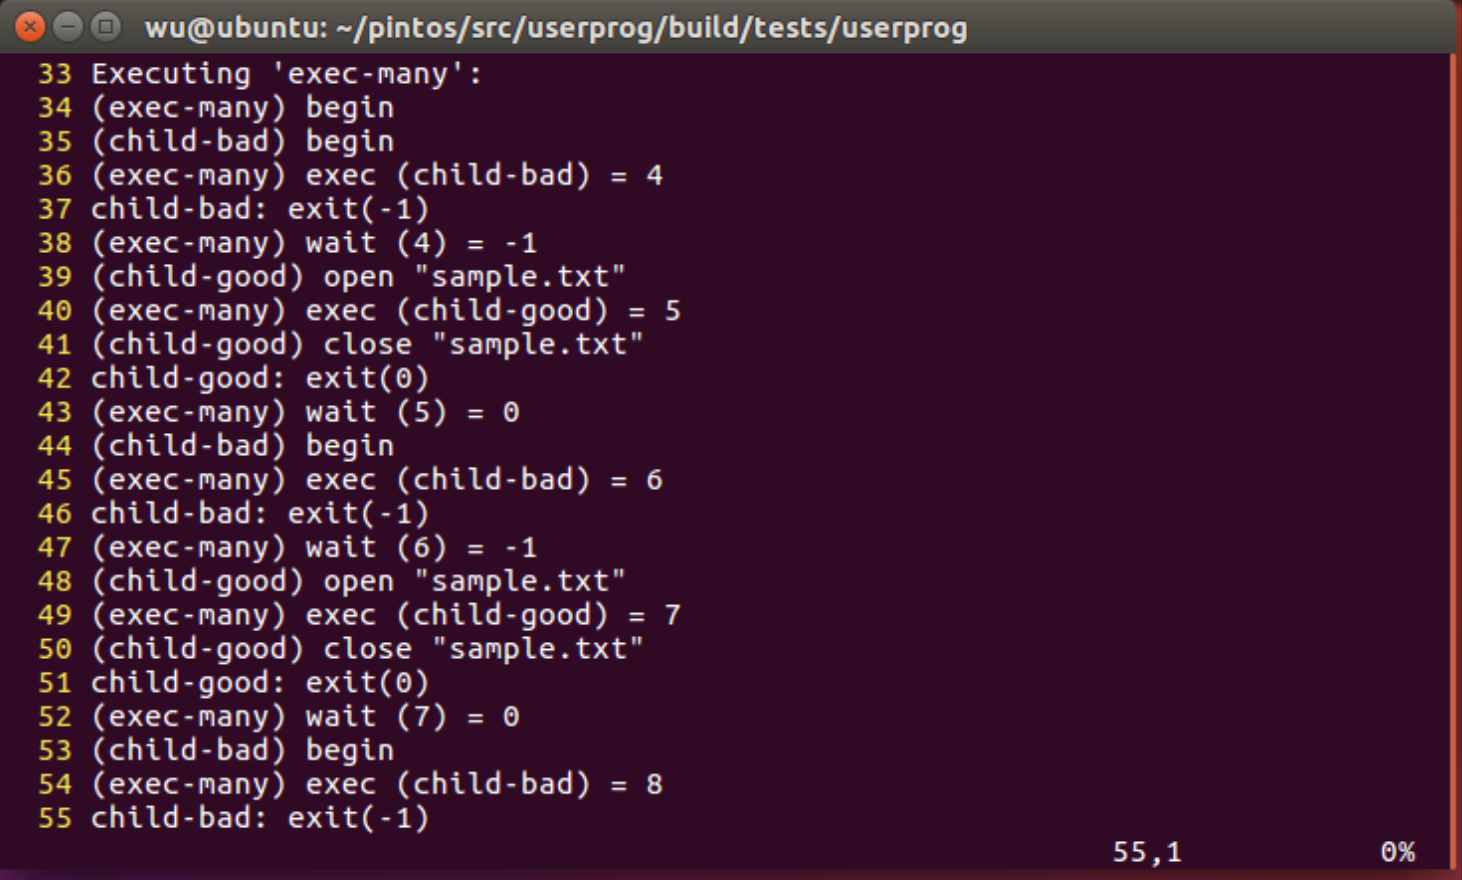 wu@ubuntu: ~/pintos/src/userprog/build/tests/userprog
33 Executing 'exec-many':
34 (exec-many) begin
35 (child-bad) begin
36 (exec-many) exec (child-bad) = 4
37 child-bad: exit(-1)
38 (exec-many) wait (4) = -1
39 (child-good) open "sample.txt"
40 (exec-many) exec (child-good) = 5
41 (child-good) close "sample.txt"
42 child-good: exit(0)
43 (exec-many) wait (5) = 0
44 (child-bad) begin
45 (exec-many) exec (child-bad) = 6
46 child-bad: exit(-1)
47 (exec-many) wait (6) = -1
48 (child-good) open "sample.txt"
49 (exec-many) exec (child-good) = 7
50 (child-good) close "sample.txt"
51 child-good: exit(0)
52 (exec-many) wait (7) = 0
53 (child-bad) begin
54 (exec-many) exec (child-bad) = 8
55 child-bad: exit(-1)
55,1 0%